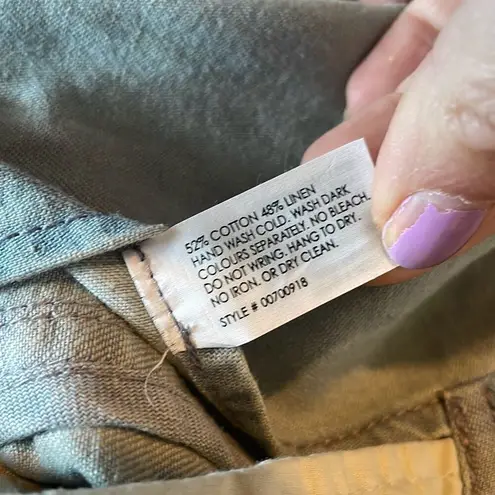 52% COTTON 48% LINEN
HAND WASH COLD. WASH DARK
COLOURS SEPARATELY. NO BLEACH.
DO NOT WRING. HANG TO DRY.
NO IRON. OR DRY CLEAN.
STYLE # 00700918